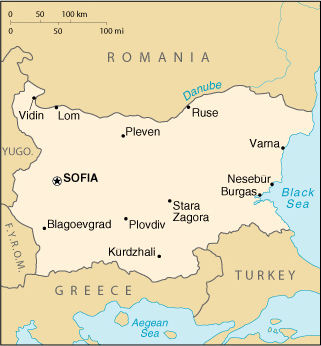 0 50 100 km
0 50 100 mi
ROMANIA
Danube
Vidin
Lom
Ruse
Pleven
Varna
YUGO.
SOFIA
Nesebŭr
Burgas
Black
Sea
Stara
Zagora
Blagoevgrad
Plovdiv
F.Y.R.O.M.
Kurdzhali
TURKEY
GREECE
Aegean
Sea